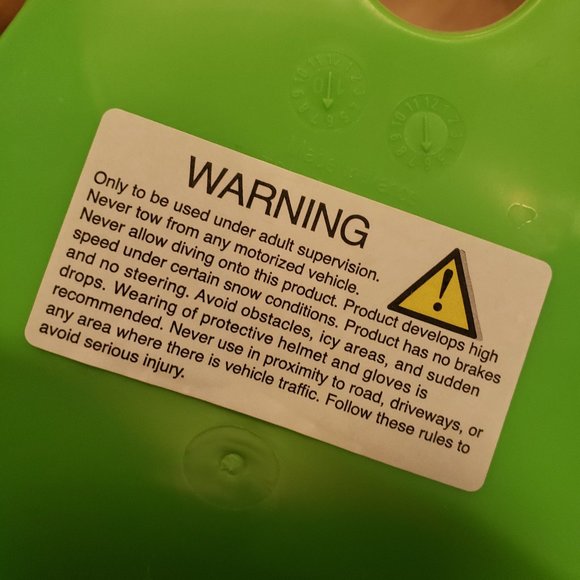 WARNING
Only to be used under adult supervision.
Never tow from any motorized vehicle.
Never allow diving onto this product. Product develops high
speed under certain snow conditions. Product has no brakes
and no steering. Avoid obstacles, icy areas, and sudden
drops. Wearing of protective helmet and gloves is
recommended. Never use in proximity to road, driveways, or
any area where there is vehicle traffic. Follow these rules to
avoid serious injury.